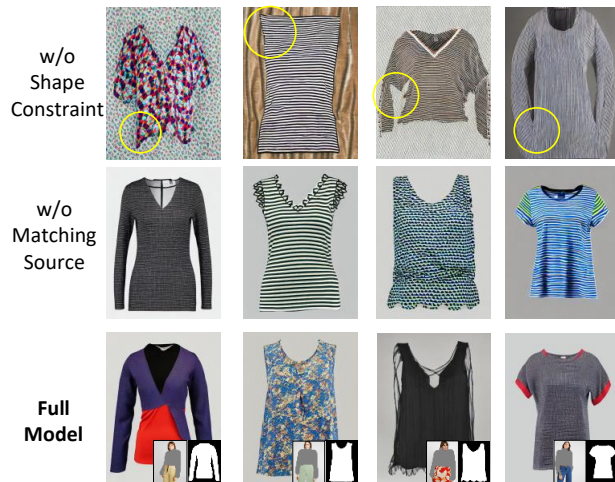 w/o
Shape
Constraint
w/o
Matching
Source
Full
Model